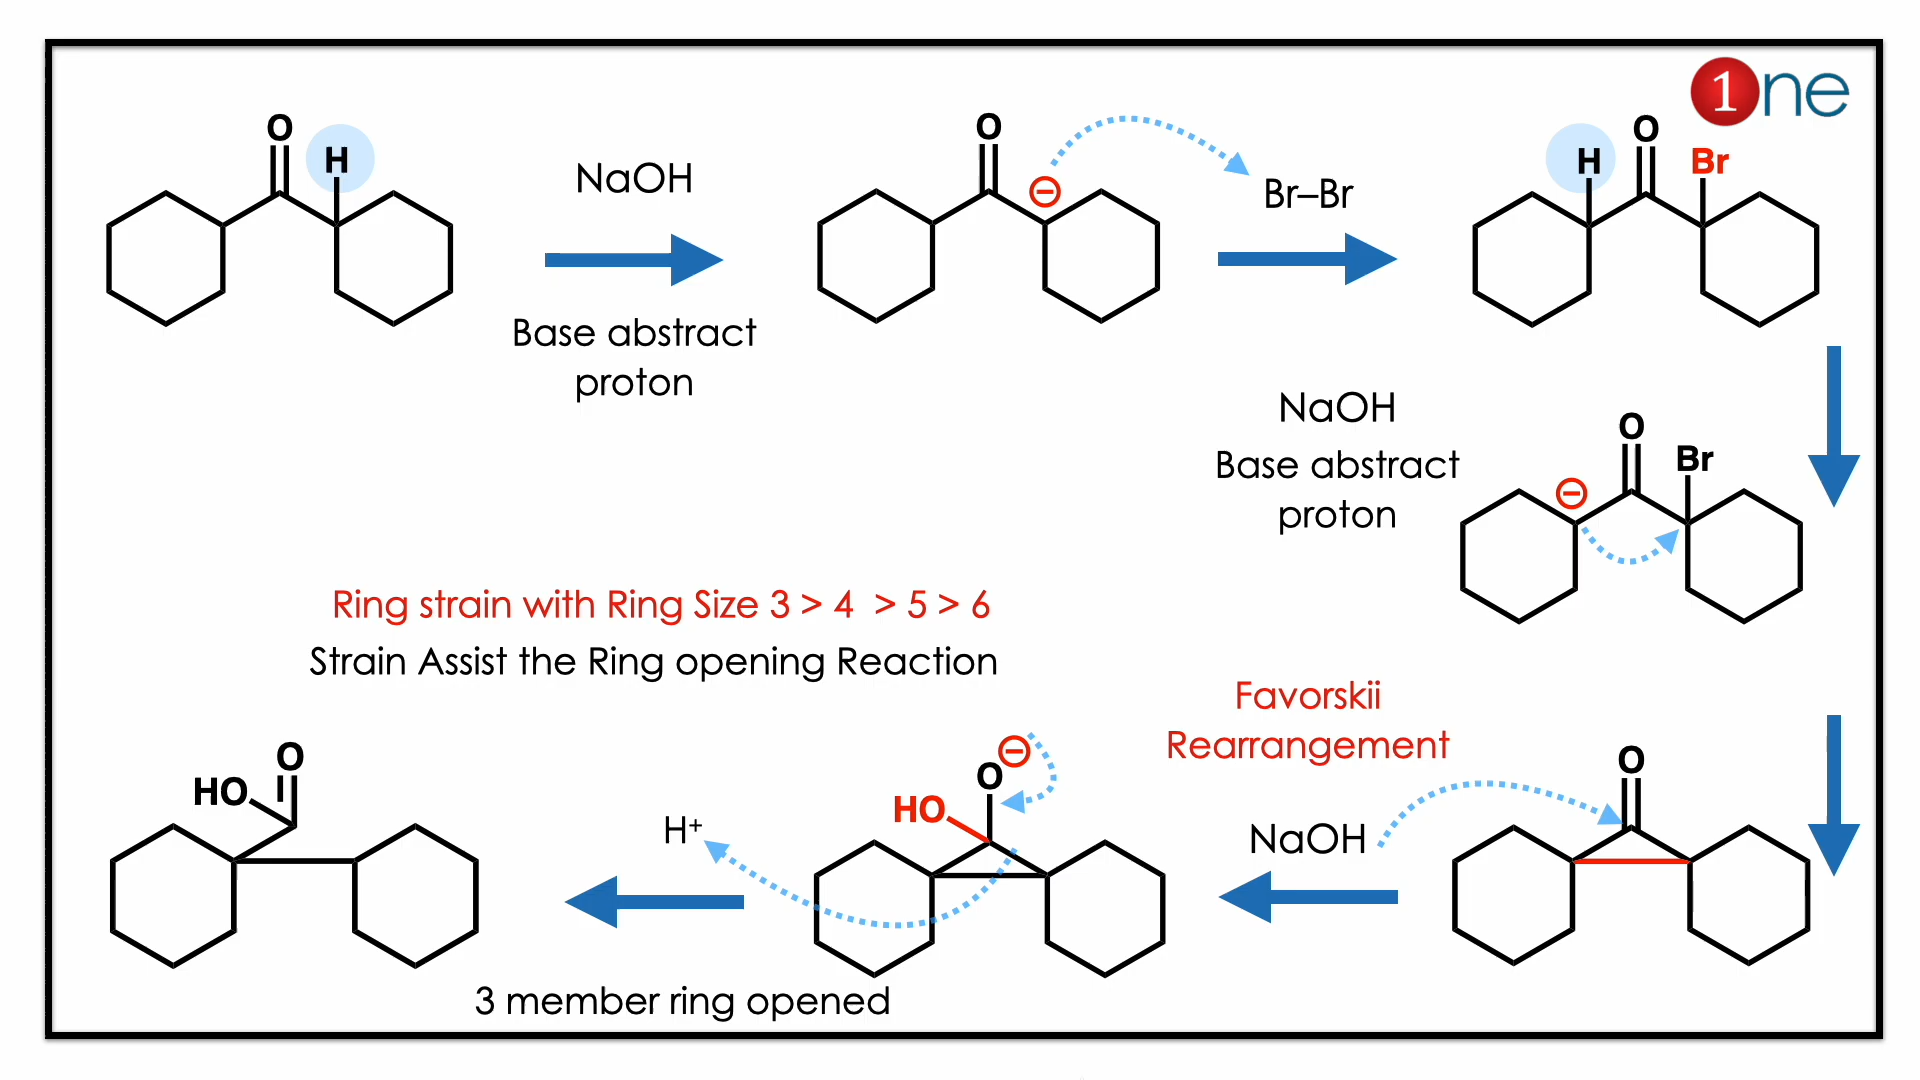 1ne
O
H
NaOH
Base abstract
proton
O
⊖
Br–Br
H
O
Br
NaOH
Base abstract
proton
O
Br
⊖
Ring strain with Ring Size 3 > 4 > 5 > 6
Strain Assist the Ring opening Reaction
Favorskii
Rearrangement
O
NaOH
⊖
O
HO
H⁺
O
HO
3 member ring opened